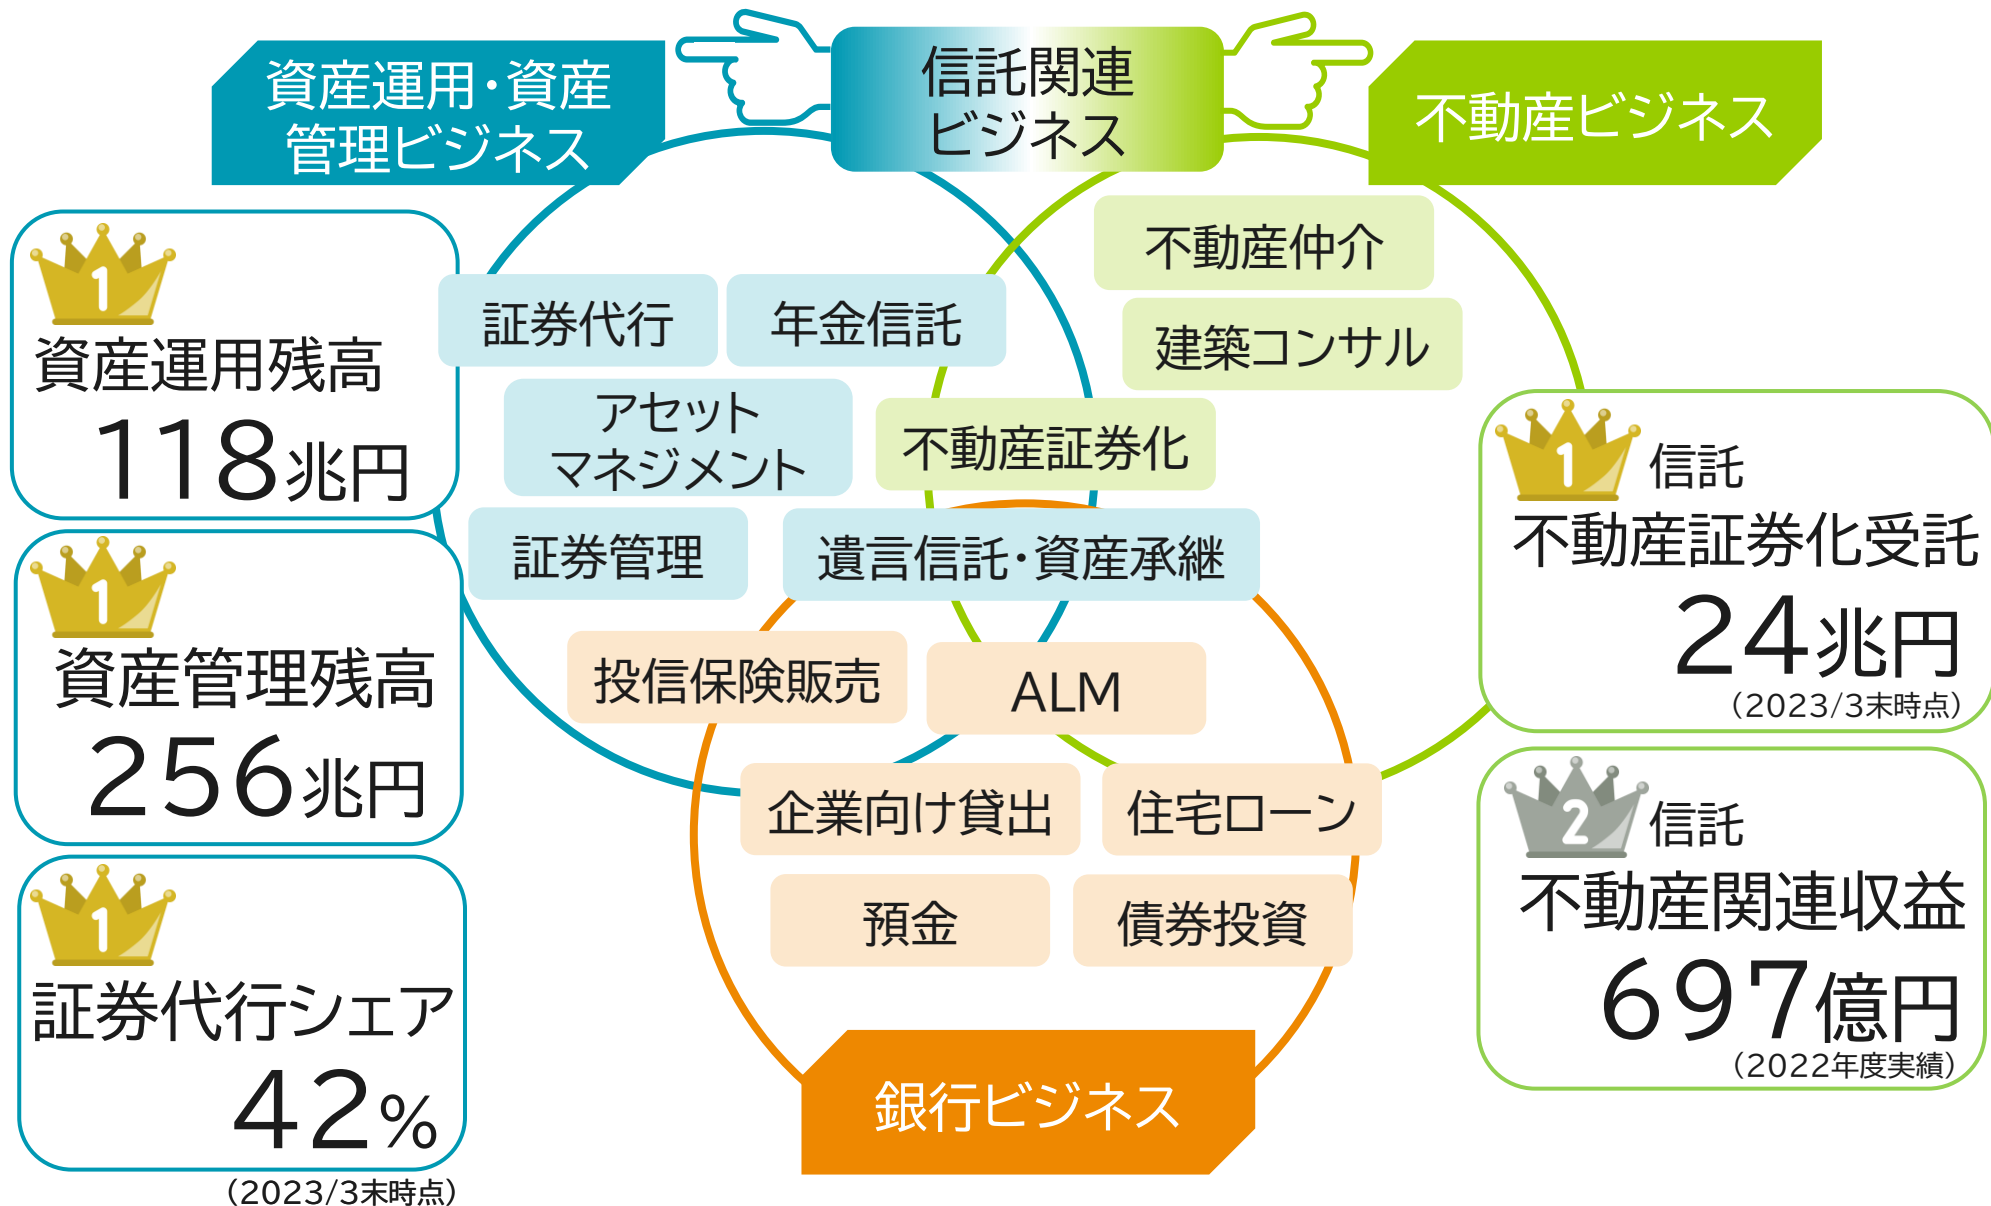 資産運用・資産
管理ビジネス
信託関連
ビジネス
不動産ビジネス
1
資産運用残高
118兆円
1
資産管理残高
256兆円
1
証券代行シェア
42%
（2023/3末時点）
証券代行
年金信託
アセット
マネジメント
証券管理
不動産仲介
建築コンサル
不動産証券化
遺言信託・資産承継
投信保険販売
ALM
企業向け貸出
住宅ローン
預金
債券投資
銀行ビジネス
1
信託
不動産証券化受託
24兆円
（2023/3末時点）
2
信託
不動産関連収益
697億円
（2022年度実績）